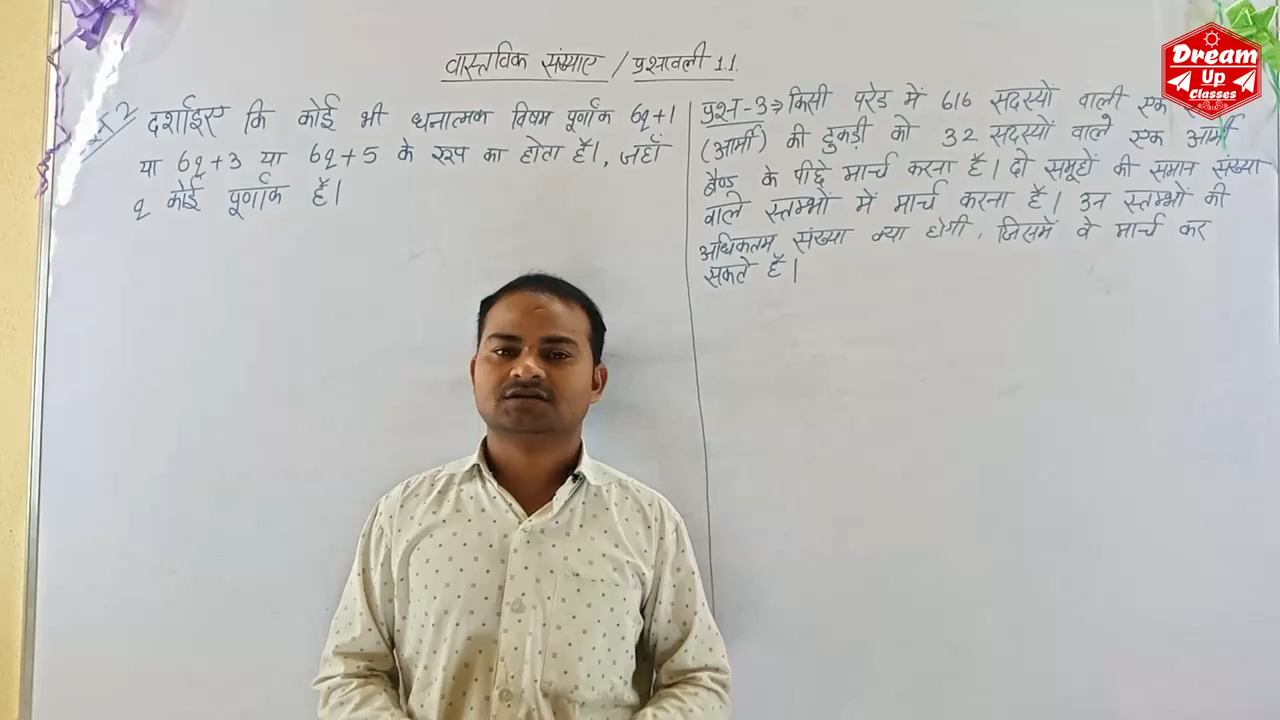 वास्तविक संख्याए / प्रश्नावली 1.1.
दर्शाइए कि कोई भी धनात्मक विषम पूर्णांक 6q+1
या 6q+3 या 6q+5 के रूप का होता है।, जहाँ
q कोई पूर्णांक है।
प्रश्न-3⇒ किसी परेड में 616 सदस्यों वाली एक
(आर्मी) की टुकड़ी को 32 सदस्यों वाले एक आर्मी
बैण्ड के पीछे मार्च करना है। दो समूहों की समान संख्या
वाले स्तम्भों में मार्च करना है। उन स्तम्भों की
अधिकतम संख्या क्या होगी, जिसमें वे मार्च कर
सकते है।
Dream
Up
Classes